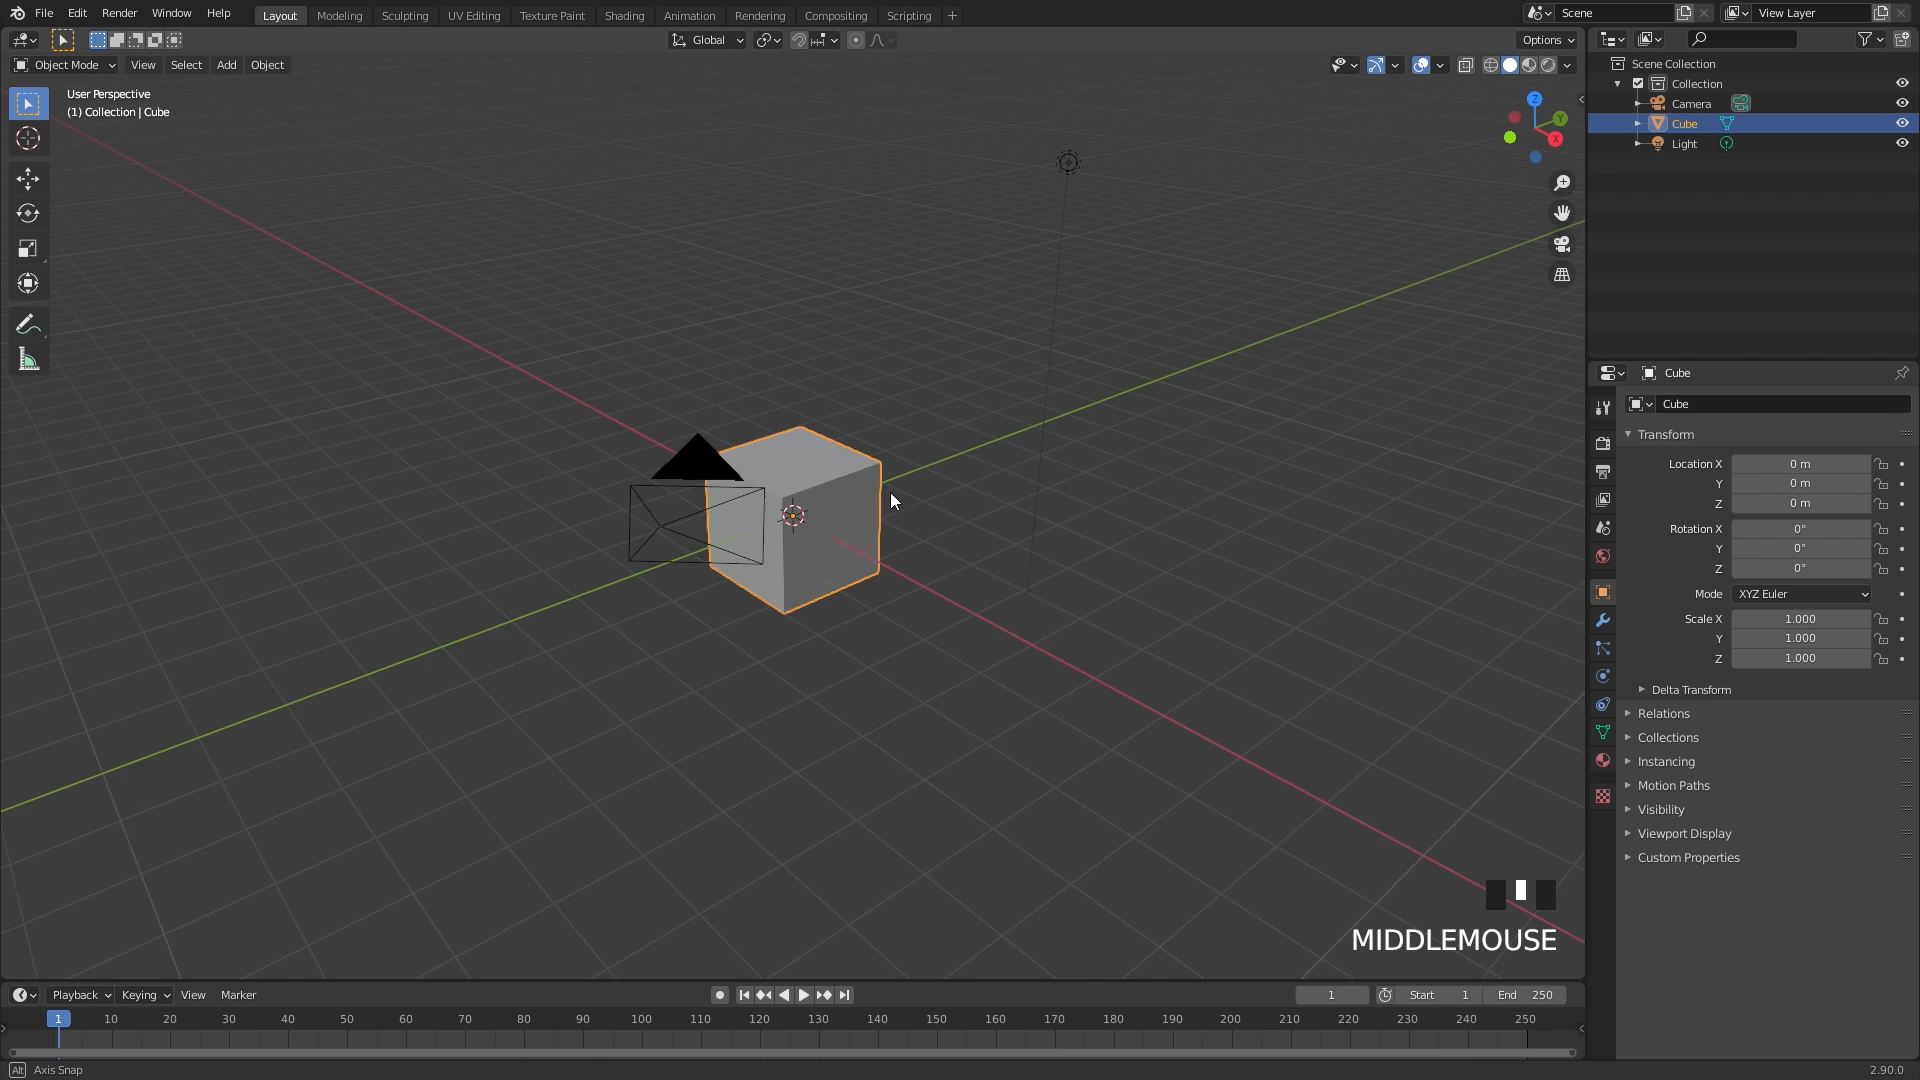 File Edit Render Window Help Layout Modeling Sculpting UV Editing Texture Paint Shading Animation Rendering Compositing Scripting + Scene View Layer
Global Options
Object Mode View Select Add Object
User Perspective
(1) Collection | Cube
Z
Y
X
Scene Collection
Collection
Camera
Cube
Light
Cube
Cube
Transform
Location X 0 m
Y 0 m
Z 0 m
Rotation X 0°
Y 0°
Z 0°
Mode XYZ Euler
Scale X 1.000
Y 1.000
Z 1.000
Delta Transform
Relations
Collections
Instancing
Motion Paths
Visibility
Viewport Display
Custom Properties
MIDDLEMOUSE
Playback Keying View Marker 1 Start 1 End 250
1 10 20 30 40 50 60 70 80 90 100 110 120 130 140 150 160 170 180 190 200 210 220 230 240 250
Alt Axis Snap 2.90.0